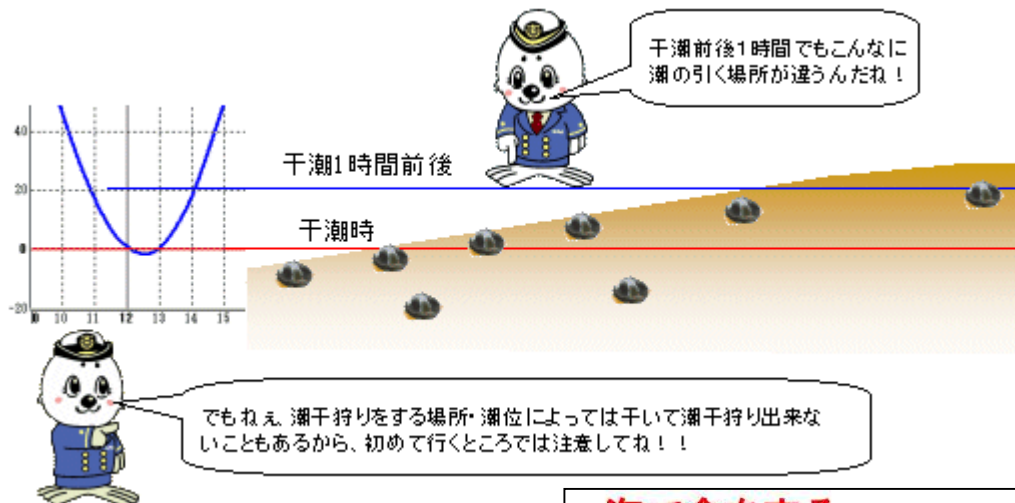 干潮前後1時間でもこんなに
潮の引く場所が違うんだね！
40
20
0
-20
10 11 12 13 14 15
干潮1時間前後
干潮時
でもねぇ、潮干狩りをする場所・潮位によっては干いて潮干狩り出来な
いこともあるから、初めて行くところでは注意してね！！